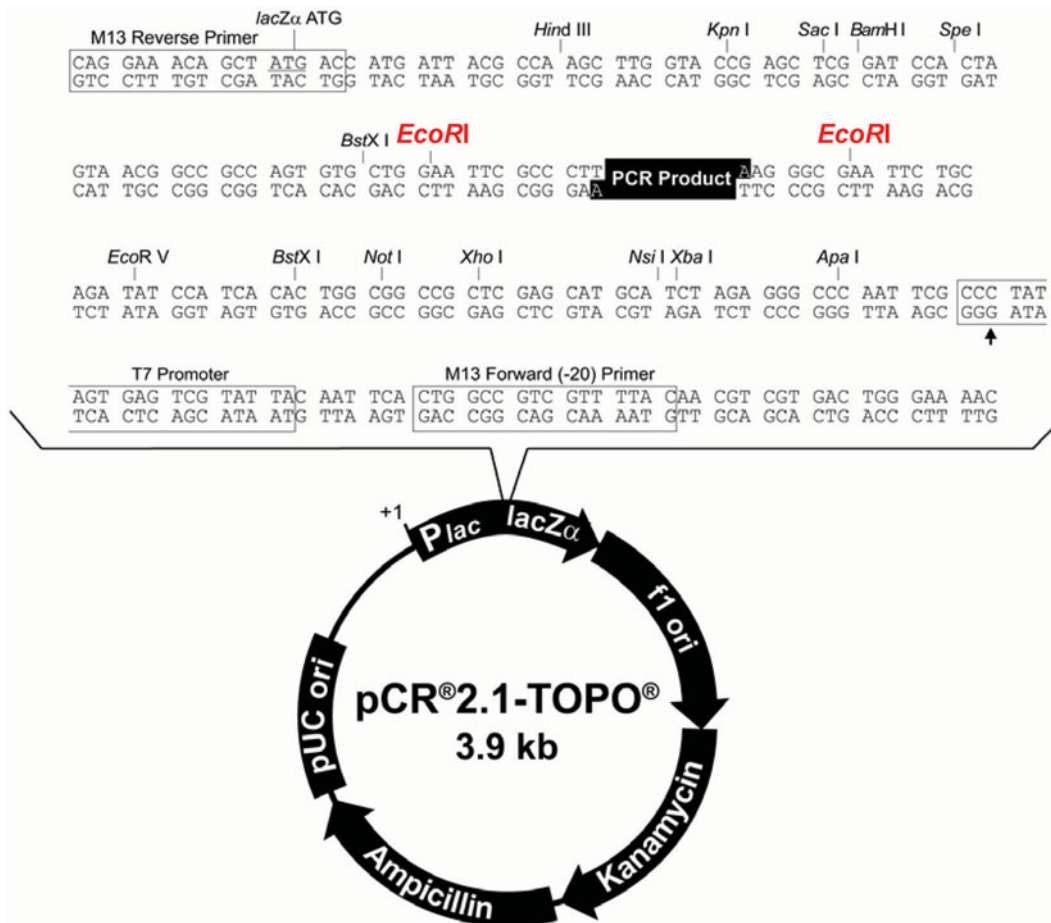 lacZα ATG
M13 Reverse Primer
Hind III Kpn I Sac I BamH I Spe I
CAG GAA ACA GCT ATG ACC ATG ATT ACG CCA AGC TTG GTA CCG AGC TCG GAT CCA CTA
GTC CTT TGT CGA TAC TGG TAC TAA TGC GGT TCG AAC CAT GGC TCG AGC CTA GGT GAT
BstX I EcoRI EcoRI
GTA ACG GCC GCC AGT GTG CTG GAA TTC GCC CTT PCR Product AAG GGC GAA TTC TGC
CAT TGC CGG CGG TCA CAC GAC CTT AAG CGG GAA TTC CCG CTT AAG ACG
EcoR V BstX I Not I Xho I Nsi I Xba I Apa I
AGA TAT CCA TCA CAC TGG CGG CCG CTC GAG CAT GCA TCT AGA GGG CCC AAT TCG CCC TAT
TCT ATA GGT AGT GTG ACC GCC GGC GAG CTC GTA CGT AGA TCT CCC GGG TTA AGC GGG ATA
T7 Promoter M13 Forward (-20) Primer
AGT GAG TCG TAT TAC AAT TCA CTG GCC GTC GTT TTA CAA CGT CGT GAC TGG GAA AAC
TCA CTC AGC ATA ATG TTA AGT GAC CGG CAG CAA AAT GTT GCA GCA CTG ACC CTT TTG
+1
Plac lacZα
f1 ori
pUC ori
pCR®2.1-TOPO®
3.9 kb
Kanamycin
Ampicillin